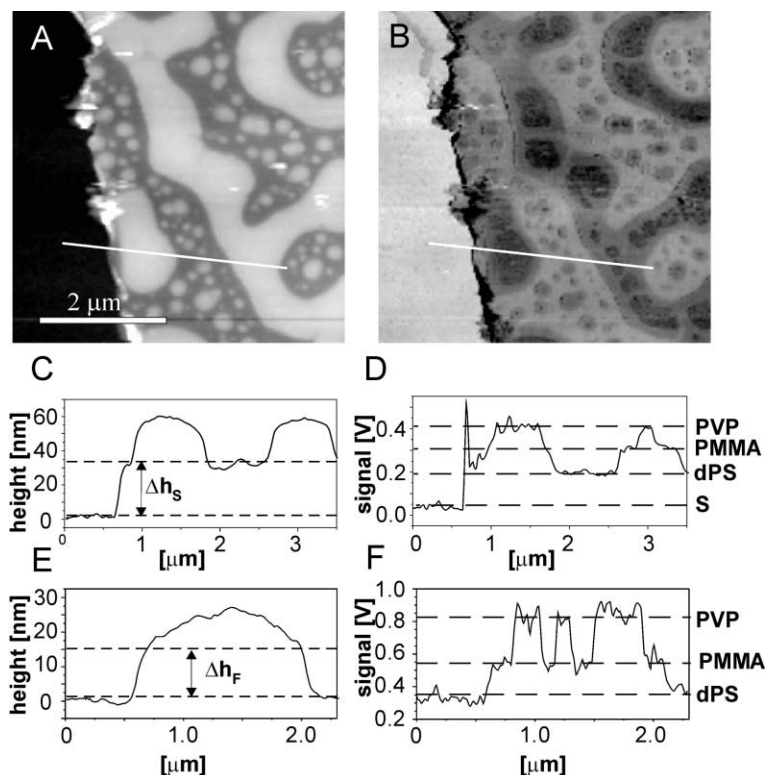 A
B
2 μm
C
D
height [nm]
60
40
20
0
Δh_S
0
1
2
3
[μm]
signal [V]
0.4
0.2
0.0
0
1
2
3
[μm]
PVP
PMMA
dPS
S
E
F
height [nm]
30
20
10
0
Δh_F
0
1.0
2.0
[μm]
signal [V]
1.0
0.8
0.6
0.4
0.2
0
1.0
2.0
[μm]
PVP
PMMA
dPS